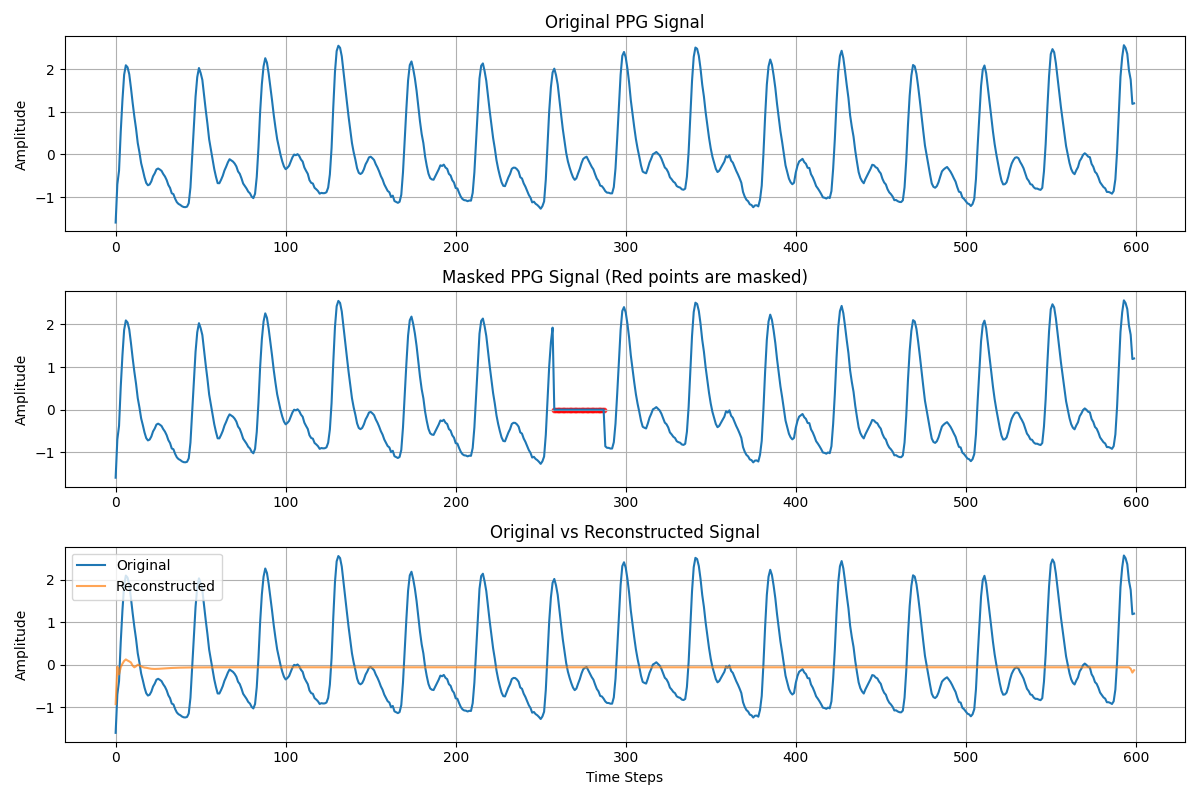 Original PPG Signal
2
1
0
−1
Amplitude
0 100 200 300 400 500 600
Masked PPG Signal (Red points are masked)
2
1
0
−1
Amplitude
0 100 200 300 400 500 600
Original vs Reconstructed Signal
Original
Reconstructed
2
1
0
−1
Amplitude
0 100 200 300 400 500 600
Time Steps